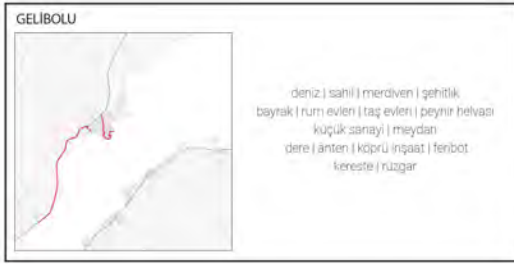 GELİBOLU
deniz | sahil | merdiven | şehitlik
bayrak | rum evleri | taş evleri | peynir helvası
küçük sanayi | meydan
dere | anten | köprü inşaat | feribot
kereste | rüzgar